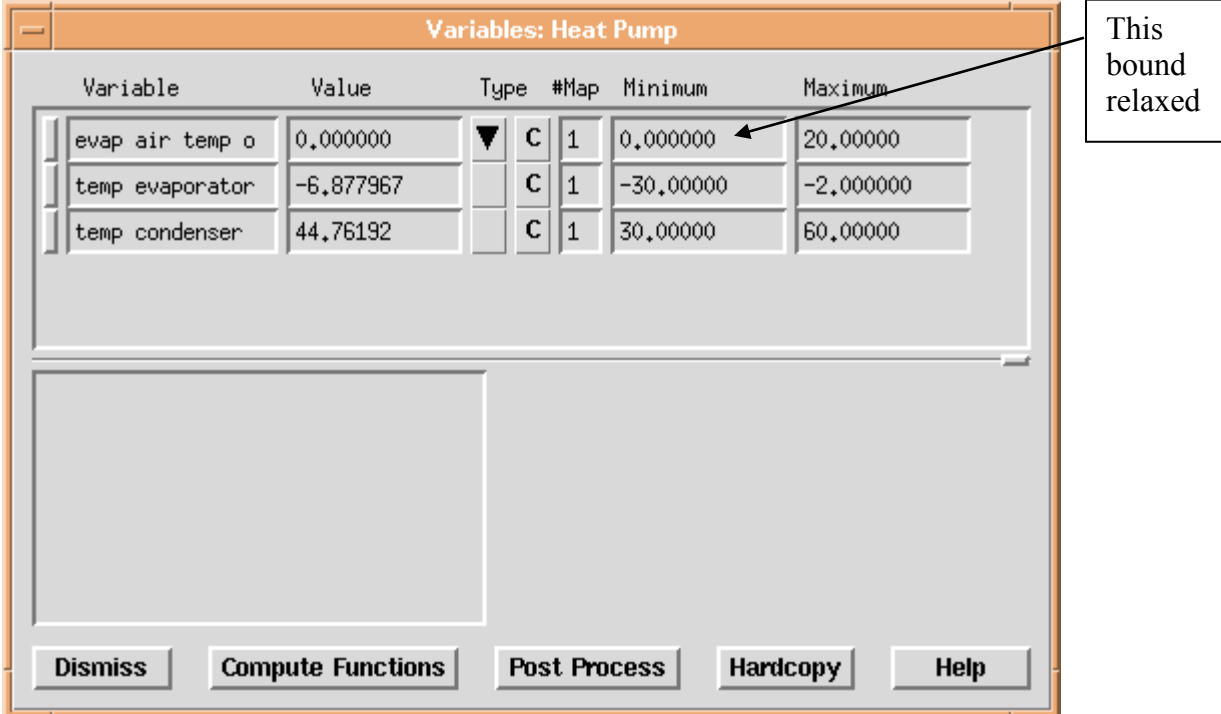 Variables: Heat Pump
This
bound
relaxed
Variable Value Type #Map Minimum Maximum
evap air temp o 0.000000 C 1 0.000000 20.00000
temp evaporator -6.877967 C 1 -30.00000 -2.000000
temp condenser 44.76192 C 1 30.00000 60.00000
Dismiss Compute Functions Post Process Hardcopy Help